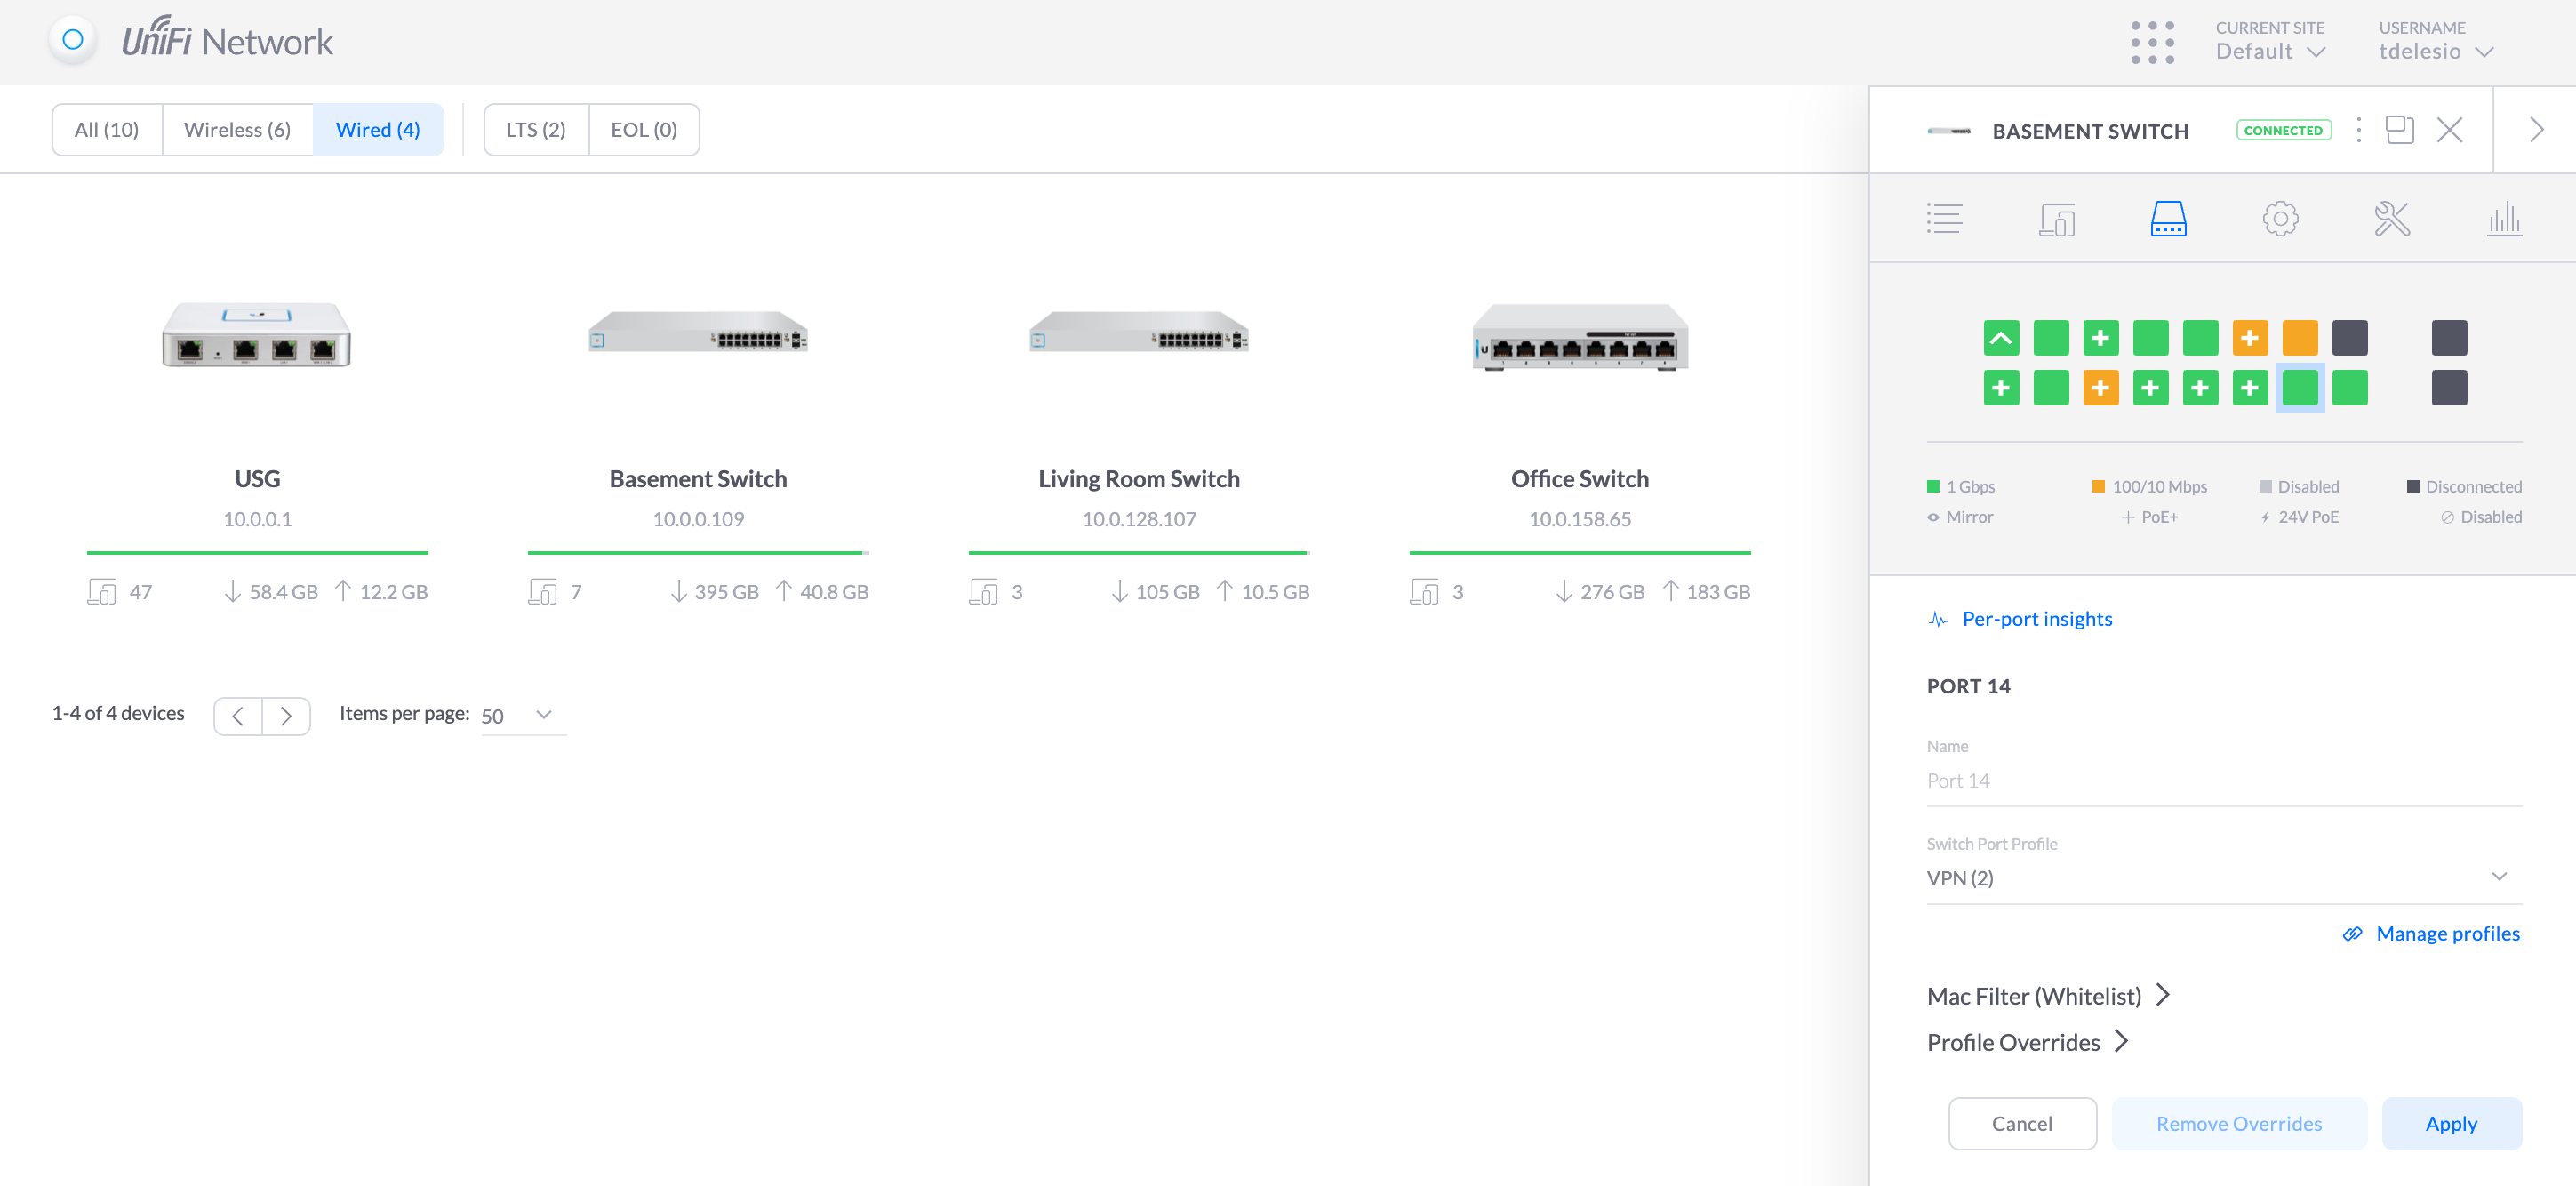 UniFi Network
CURRENT SITE
Default
USERNAME
tdelesio
All (10)
Wireless (6)
Wired (4)
LTS (2)
EOL (0)
BASEMENT SWITCH
CONNECTED
USG
10.0.0.1
47
58.4 GB
12.2 GB
Basement Switch
10.0.0.109
7
395 GB
40.8 GB
Living Room Switch
10.0.128.107
3
105 GB
10.5 GB
Office Switch
10.0.158.65
3
276 GB
183 GB
1-4 of 4 devices
Items per page: 50
1 Gbps
100/10 Mbps
Disabled
Disconnected
Mirror
PoE+
24V PoE
Disabled
Per-port insights
PORT 14
Name
Port 14
Switch Port Profile
VPN (2)
Manage profiles
Mac Filter (Whitelist)
Profile Overrides
Cancel
Remove Overrides
Apply